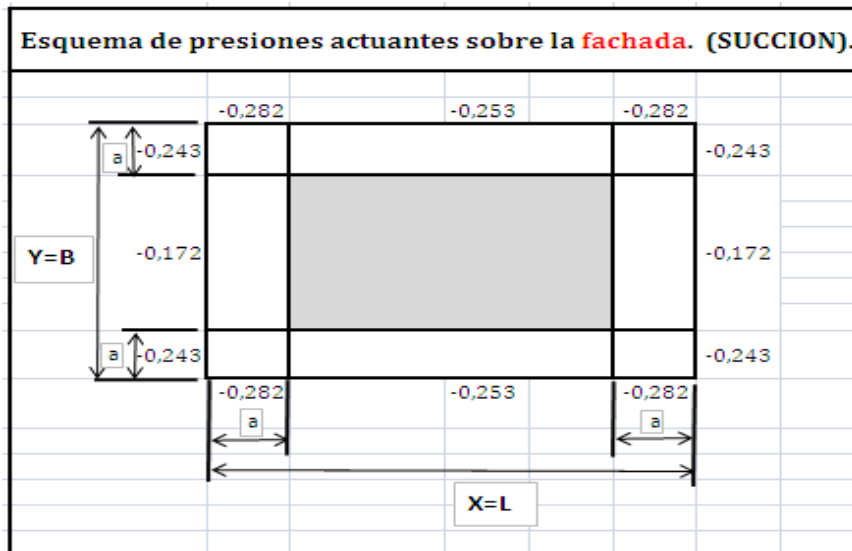 Esquema de presiones actuantes sobre la fachada. (SUCCION).
-0,282 -0,253 -0,282
a -0,243 -0,243
Y=B -0,172 -0,172
a -0,243 -0,243
-0,282 -0,253 -0,282
a a
X=L